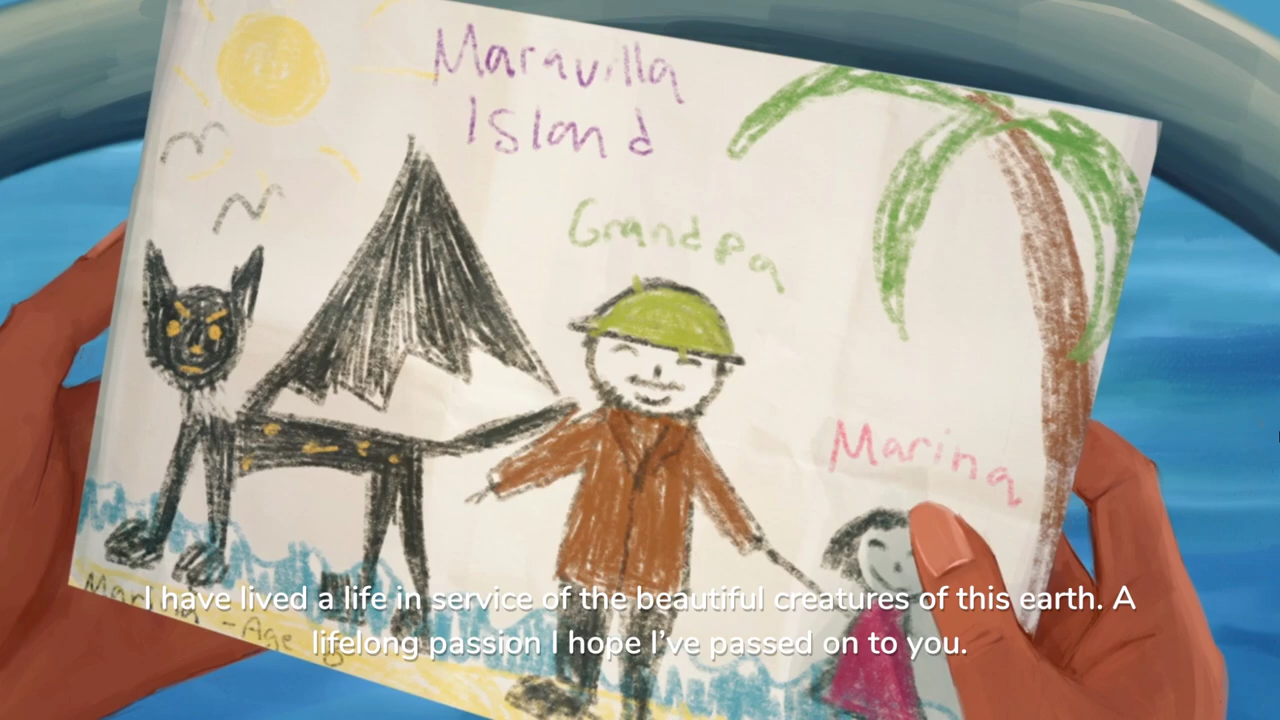 Maravilla
Island
Grandpa
Marina
I have lived a life in service of the beautiful creatures of this earth. A
lifelong passion I hope I've passed on to you.
-Age